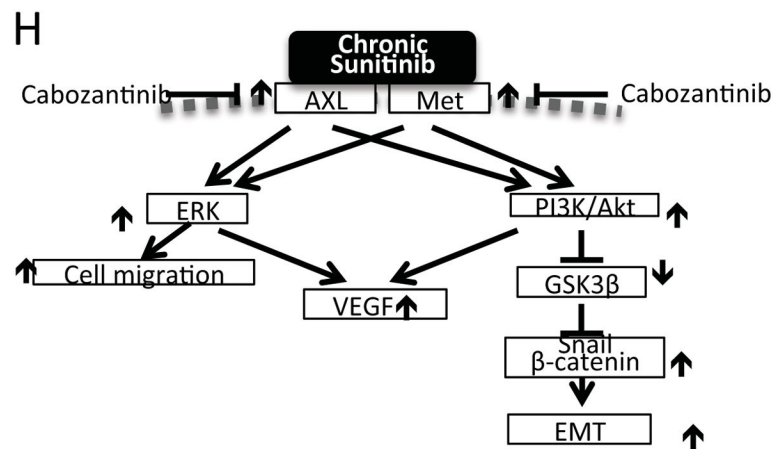 H
Chronic
Sunitinib
Cabozantinib
AXL
Met
Cabozantinib
ERK
PI3K/Akt
Cell migration
GSK3β
VEGF
Snail
β-catenin
EMT